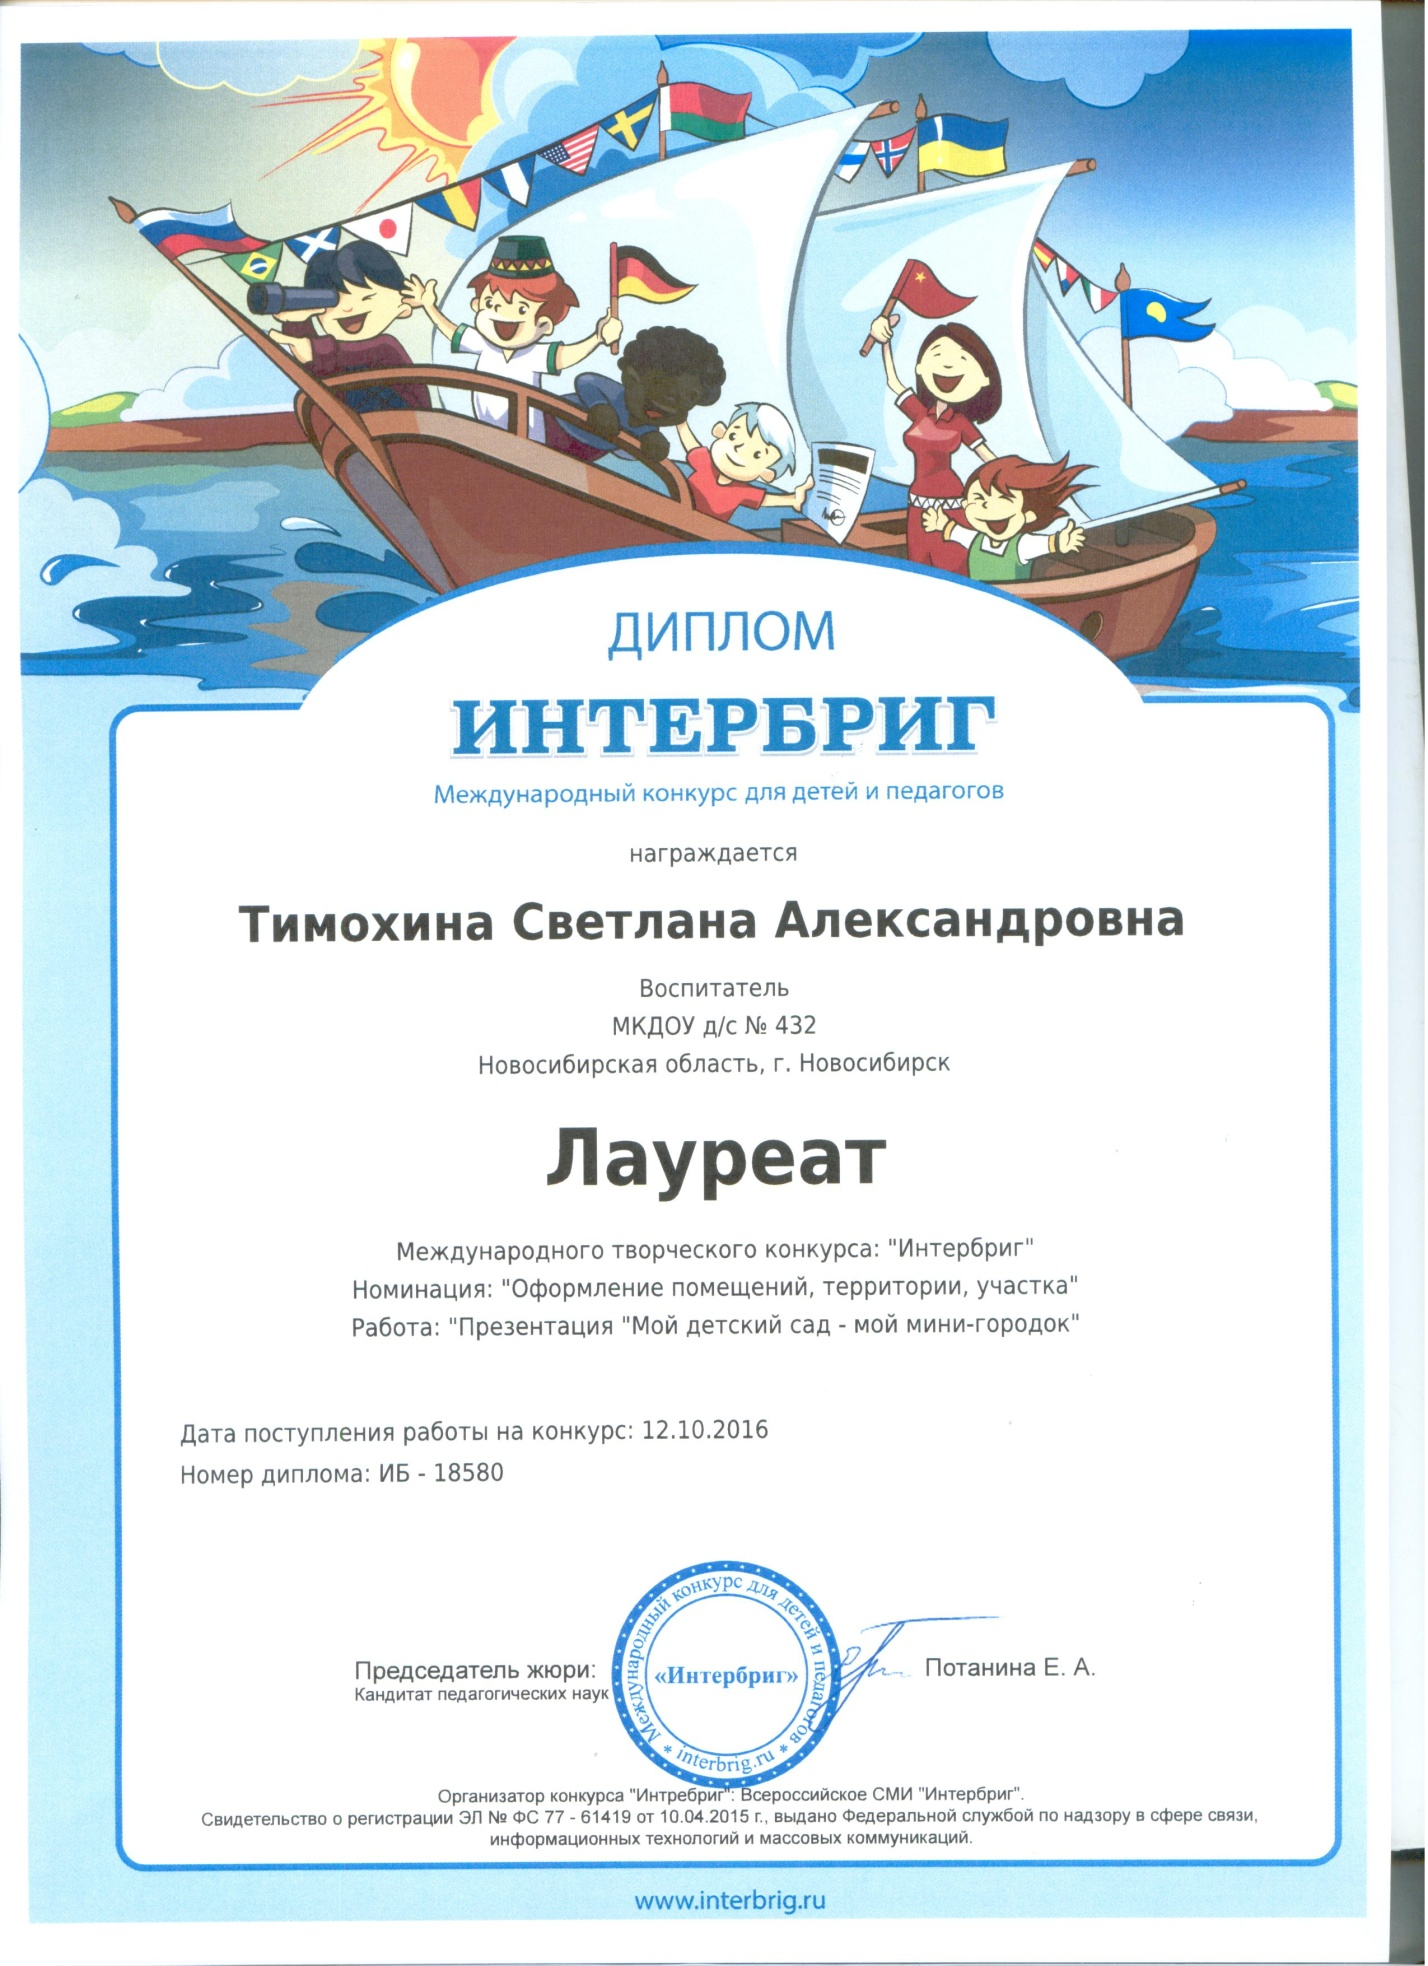 ДИПЛОМ
ИНТЕРБРИГ
Международный конкурс для детей и педагогов
награждается
Тимохина Светлана Александровна
Воспитатель
МКДОУ д/с № 432
Новосибирская область, г. Новосибирск
Лауреат
Международного творческого конкурса: "Интербриг"
Номинация: "Оформление помещений, территории, участка"
Работа: "Презентация "Мой детский сад - мой мини-городок"
Дата поступления работы на конкурс: 12.10.2016
Номер диплома: ИБ - 18580
Председатель жюри:
Кандитат педагогических наук
Международный конкурс для детей и педагогов
«Интербриг»
* interbrig.ru *
Потанина Е. А.
Организатор конкурса "Интребриг": Всероссийское СМИ "Интербриг".
Свидетельство о регистрации ЭЛ № ФС 77 - 61419 от 10.04.2015 г., выдано Федеральной службой по надзору в сфере связи,
информационных технологий и массовых коммуникаций.
www.interbrig.ru